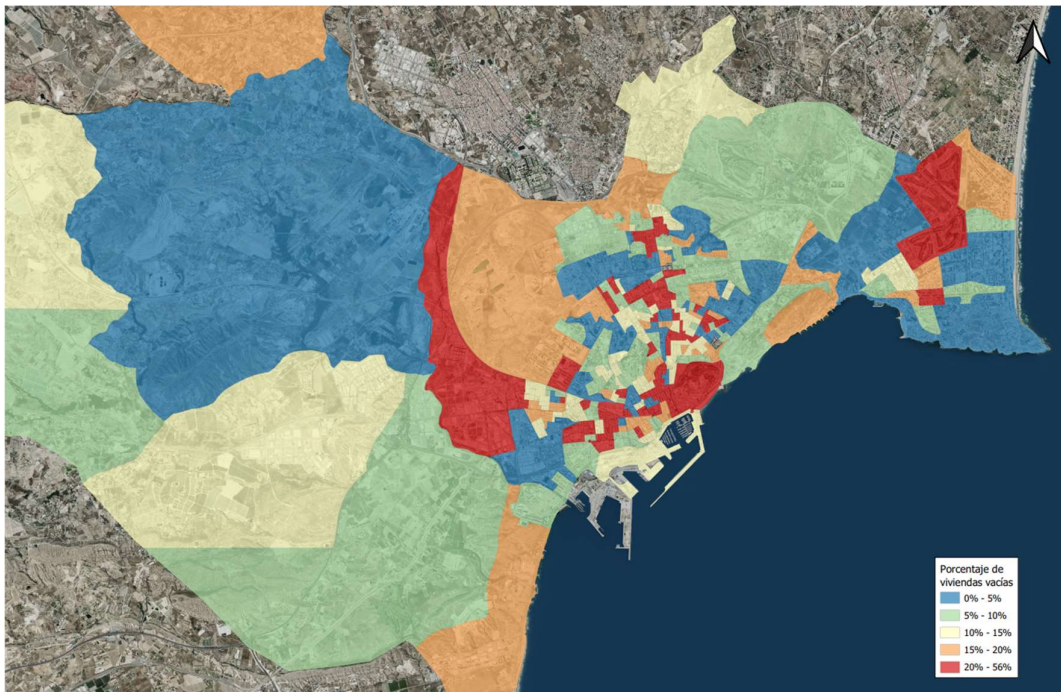 Porcentaje de
viviendas vacías
0% - 5%
5% - 10%
10% - 15%
15% - 20%
20% - 56%